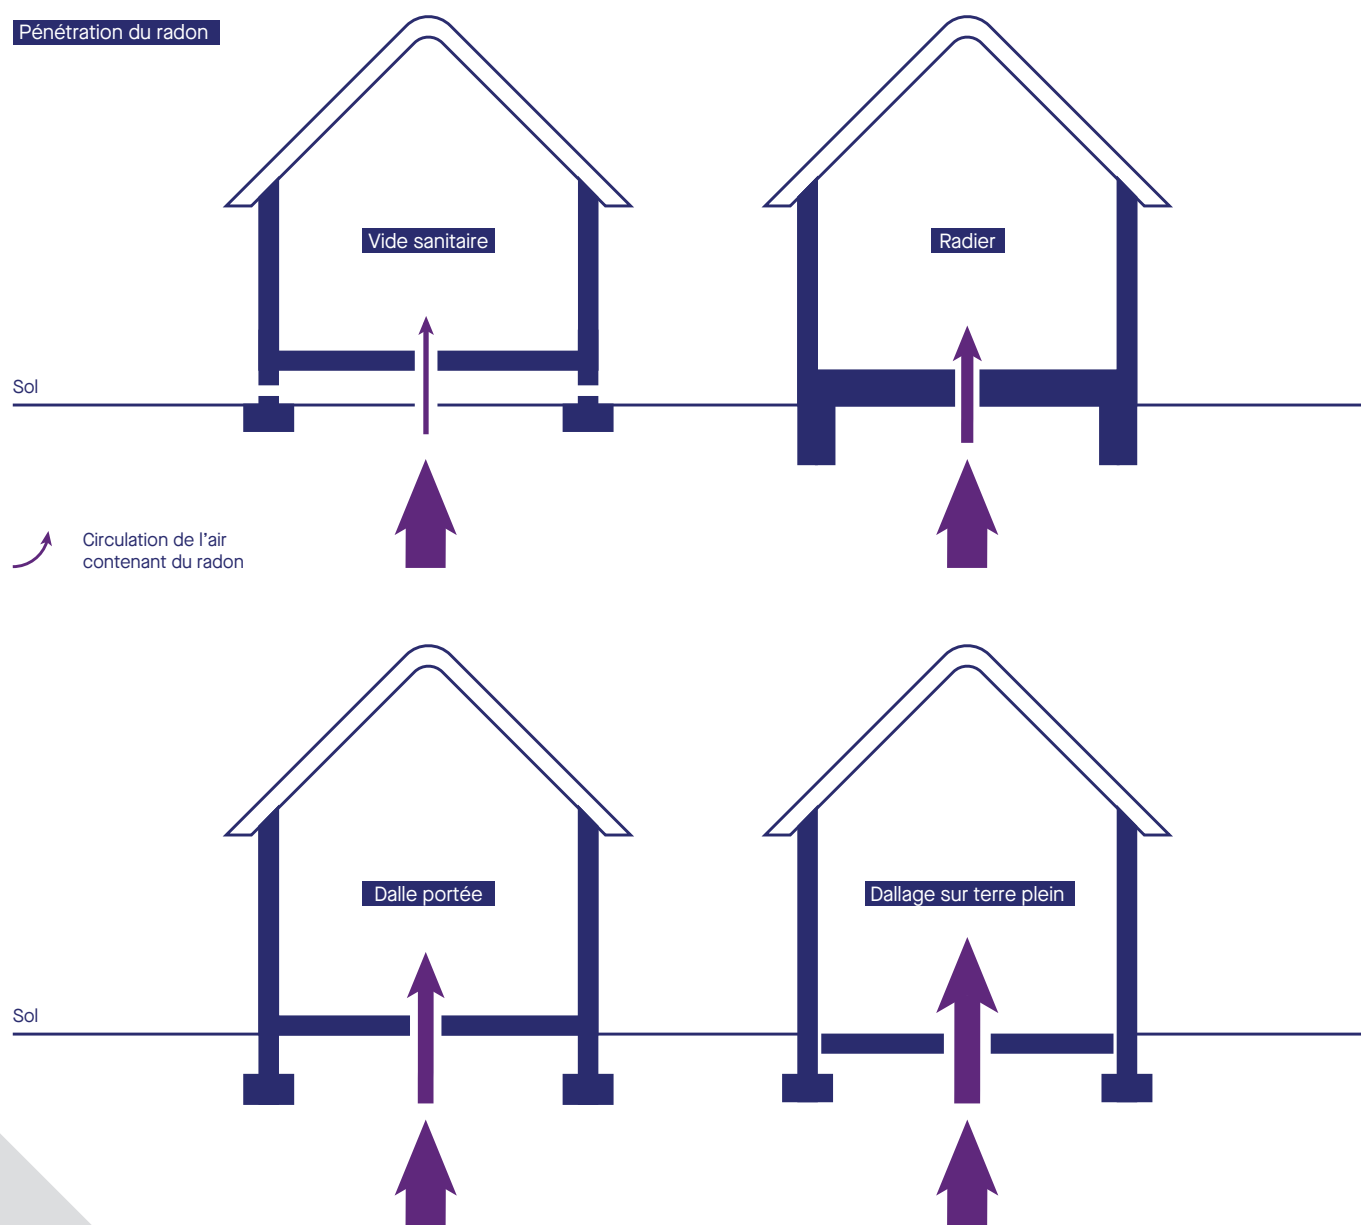 Pénétration du radon
Vide sanitaire
Radier
Sol
Circulation de l'air
contenant du radon
Dalle portée
Dallage sur terre plein
Sol